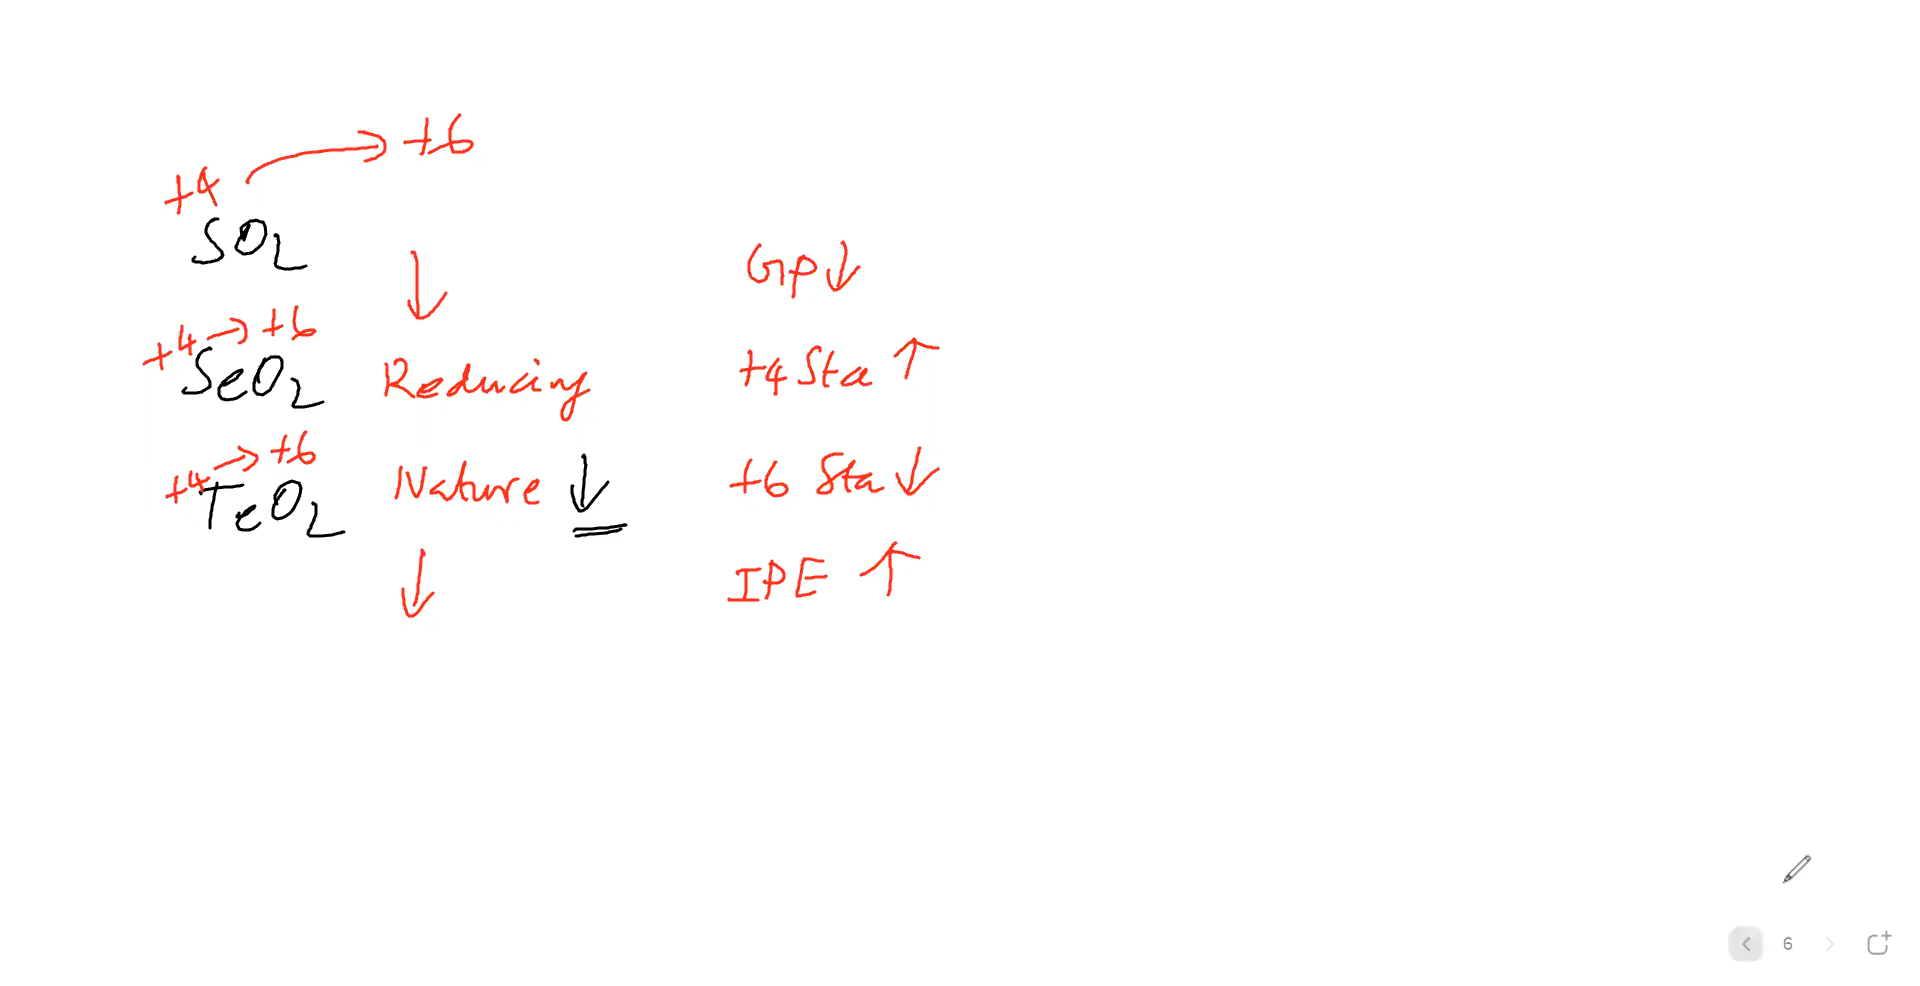 +4 → +6
SO2
↓
+4 → +6
SeO2
Reducing
+4 → +6
TeO2
Nature ↓
↓
GP↓
+4 Sta ↑
+6 Sta ↓
IPE ↑
6